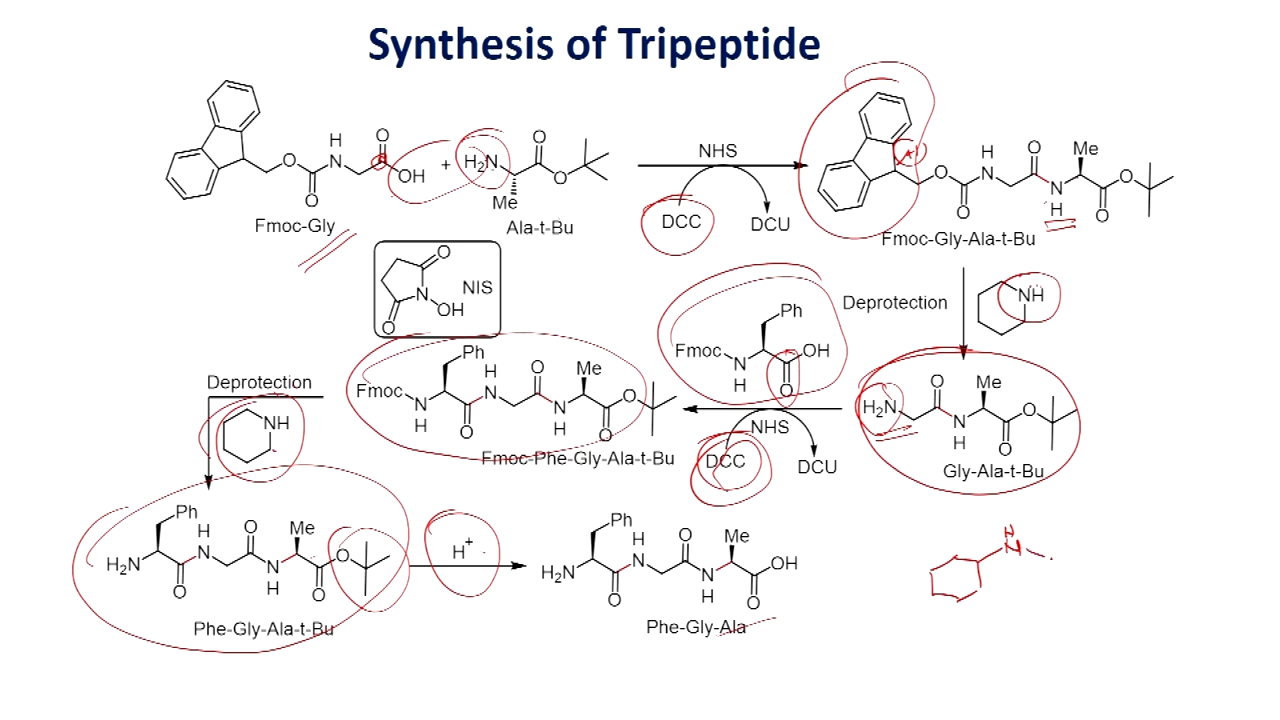 Synthesis of Tripeptide
H
N
O
O
O
OH
Fmoc-Gly
+
H₂N
O
O
Me
Ala-t-Bu
NHS
DCC
DCU
O
O
H
N
O
N
H
Me
O
O
Fmoc-Gly-Ala-t-Bu
O
N
OH
O
NIS
Deprotection
NH
Ph
Fmoc
N
H
OH
O
H₂N
O
N
H
Me
O
O
Gly-Ala-t-Bu
NHS
DCC
DCU
Ph
Fmoc
N
H
O
H
N
O
N
H
Me
O
O
Fmoc-Phe-Gly-Ala-t-Bu
Deprotection
NH
Ph
H₂N
O
H
N
O
N
H
Me
O
O
Phe-Gly-Ala-t-Bu
H⁺
Ph
H₂N
O
H
N
O
N
H
Me
OH
O
Phe-Gly-Ala
H
N